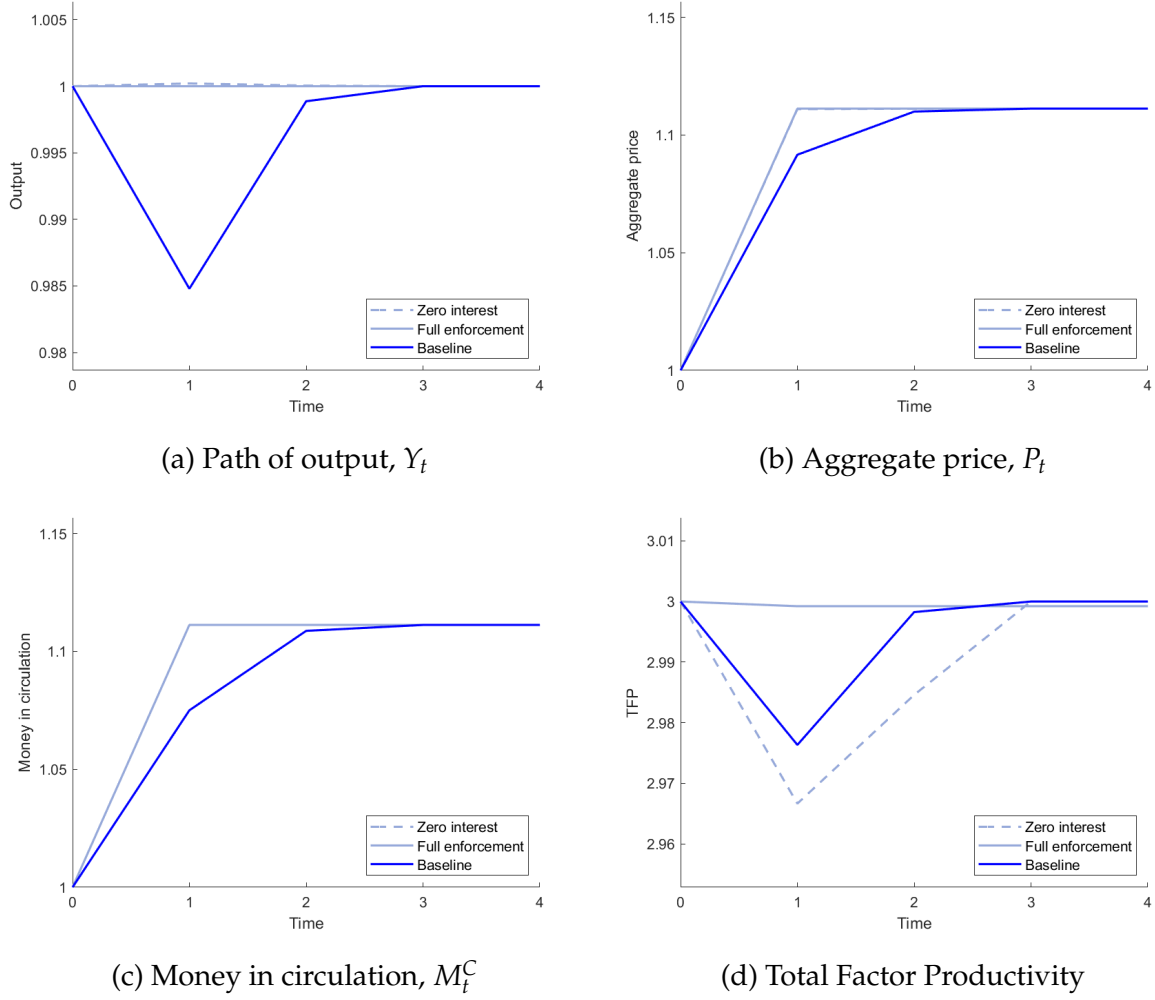 1.005
1
0.995
0.99
0.985
0.98
Output
0 1 2 3 4
Time
Zero interest
Full enforcement
Baseline
(a) Path of output, Y_t
1.15
1.1
1.05
1
Aggregate price
0 1 2 3 4
Time
Zero interest
Full enforcement
Baseline
(b) Aggregate price, P_t
1.15
1.1
1.05
1
Money in circulation
0 1 2 3 4
Time
Zero interest
Full enforcement
Baseline
(c) Money in circulation, M_t^C
3.01
3
2.99
2.98
2.97
2.96
TFP
0 1 2 3 4
Time
Zero interest
Full enforcement
Baseline
(d) Total Factor Productivity